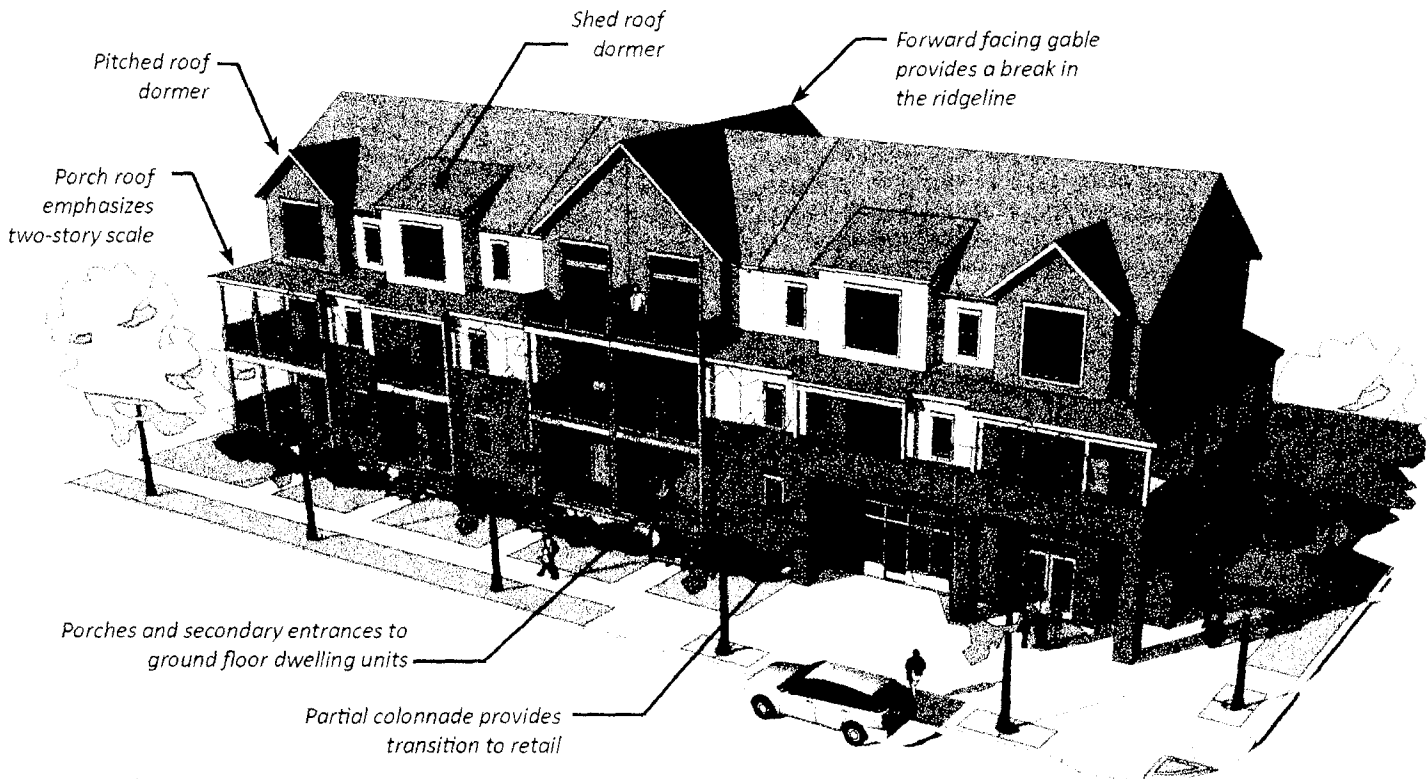 Shed roof
dormer
Forward facing gable
provides a break in
the ridgeline
Pitched roof
dormer
Porch roof
emphasizes
two-story scale
Porches and secondary entrances to
ground floor dwelling units
Partial colonnade provides
transition to retail